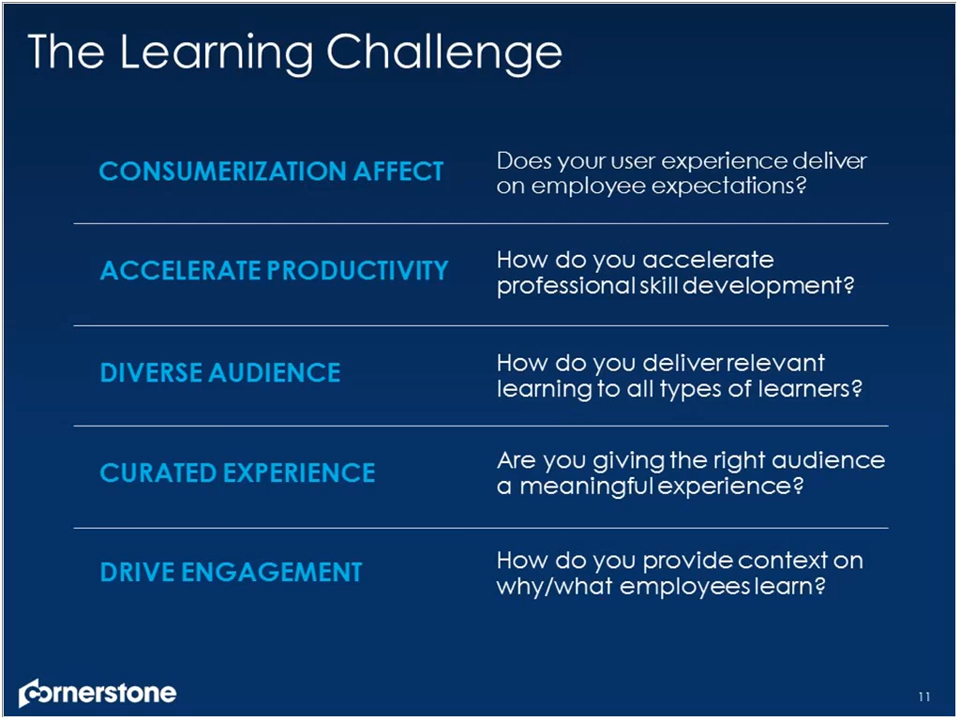 The Learning Challenge
CONSUMERIZATION AFFECT
Does your user experience deliver
on employee expectations?
ACCELERATE PRODUCTIVITY
How do you accelerate
professional skill development?
DIVERSE AUDIENCE
How do you deliver relevant
learning to all types of learners?
CURATED EXPERIENCE
Are you giving the right audience
a meaningful experience?
DRIVE ENGAGEMENT
How do you provide context on
why/what employees learn?
cornerstone
11